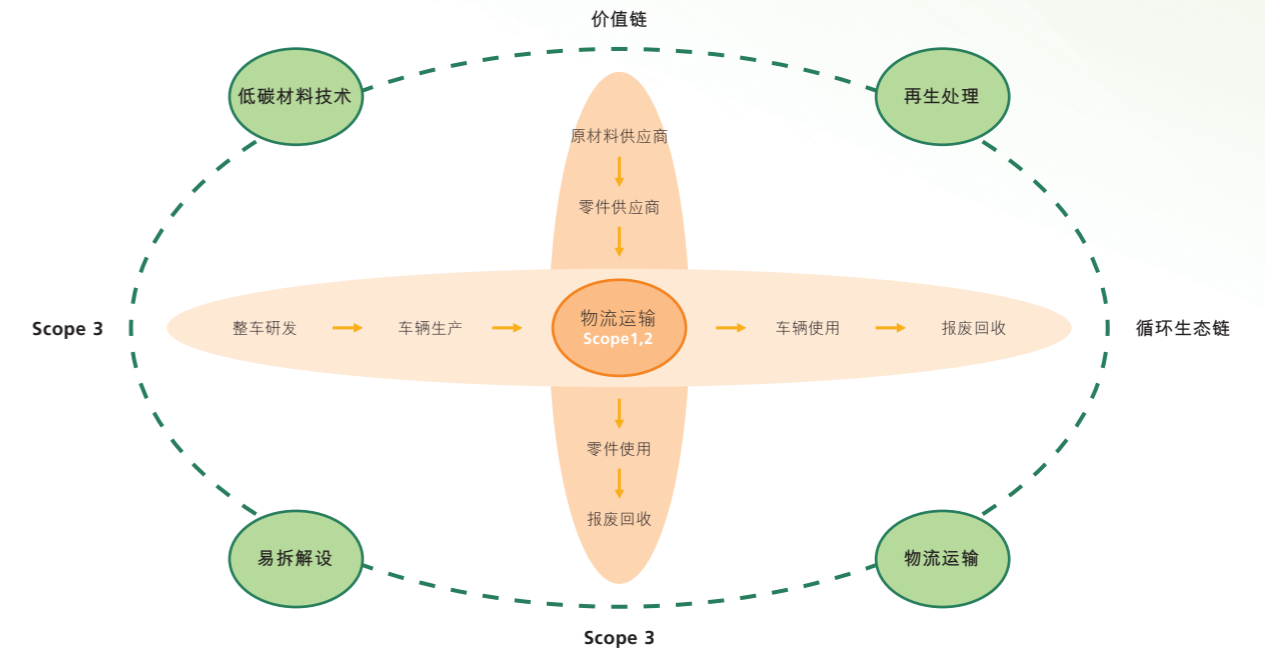 价值链
低碳材料技术
再生处理
原材料供应商
零件供应商
Scope 3
整车研发
车辆生产
物流运输
Scope1,2
车辆使用
报废回收
循环生态链
零件使用
报废回收
易拆解设
物流运输
Scope 3